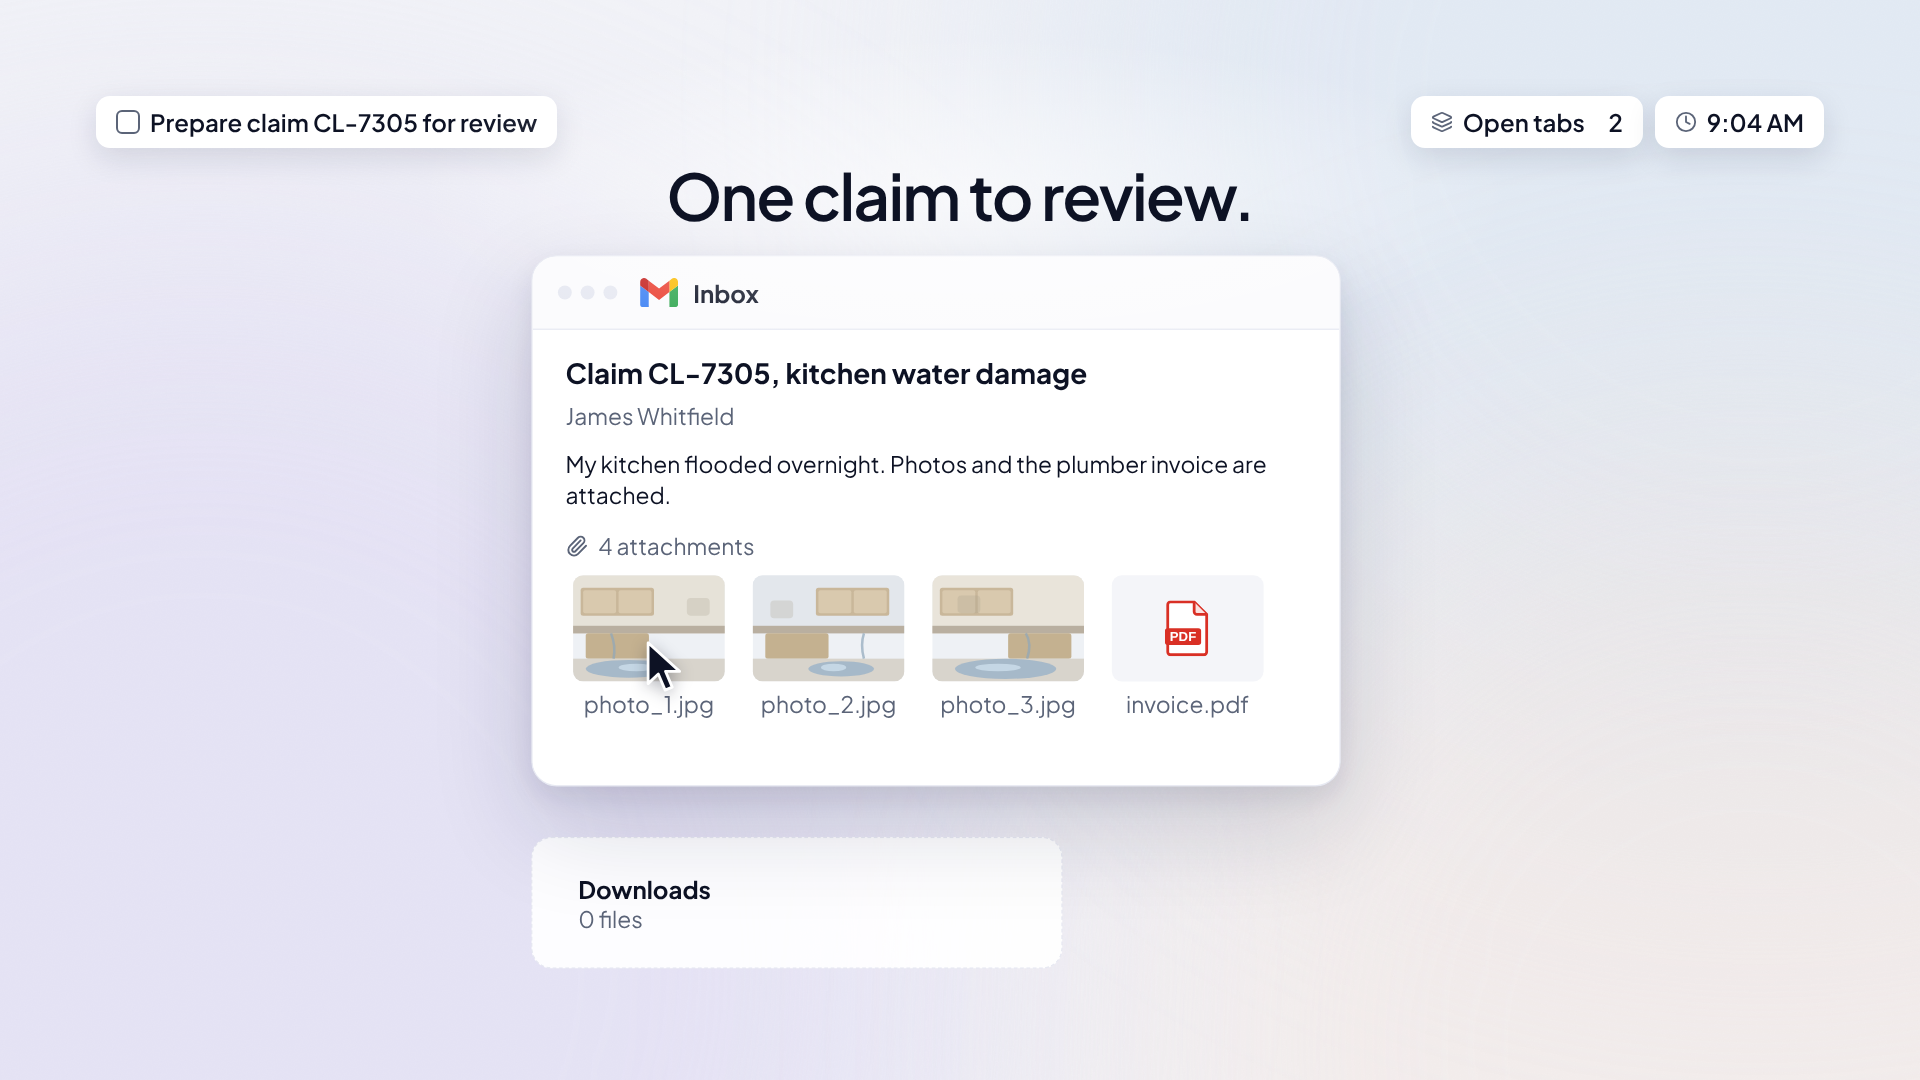 Prepare claim CL-7305 for review
Open tabs 2
9:04 AM
One claim to review.
Inbox
Claim CL-7305, kitchen water damage
James Whitfield
My kitchen flooded overnight. Photos and the plumber invoice are
attached.
4 attachments
PDF
photo_1.jpg
photo_2.jpg
photo_3.jpg
invoice.pdf
Downloads
0 files